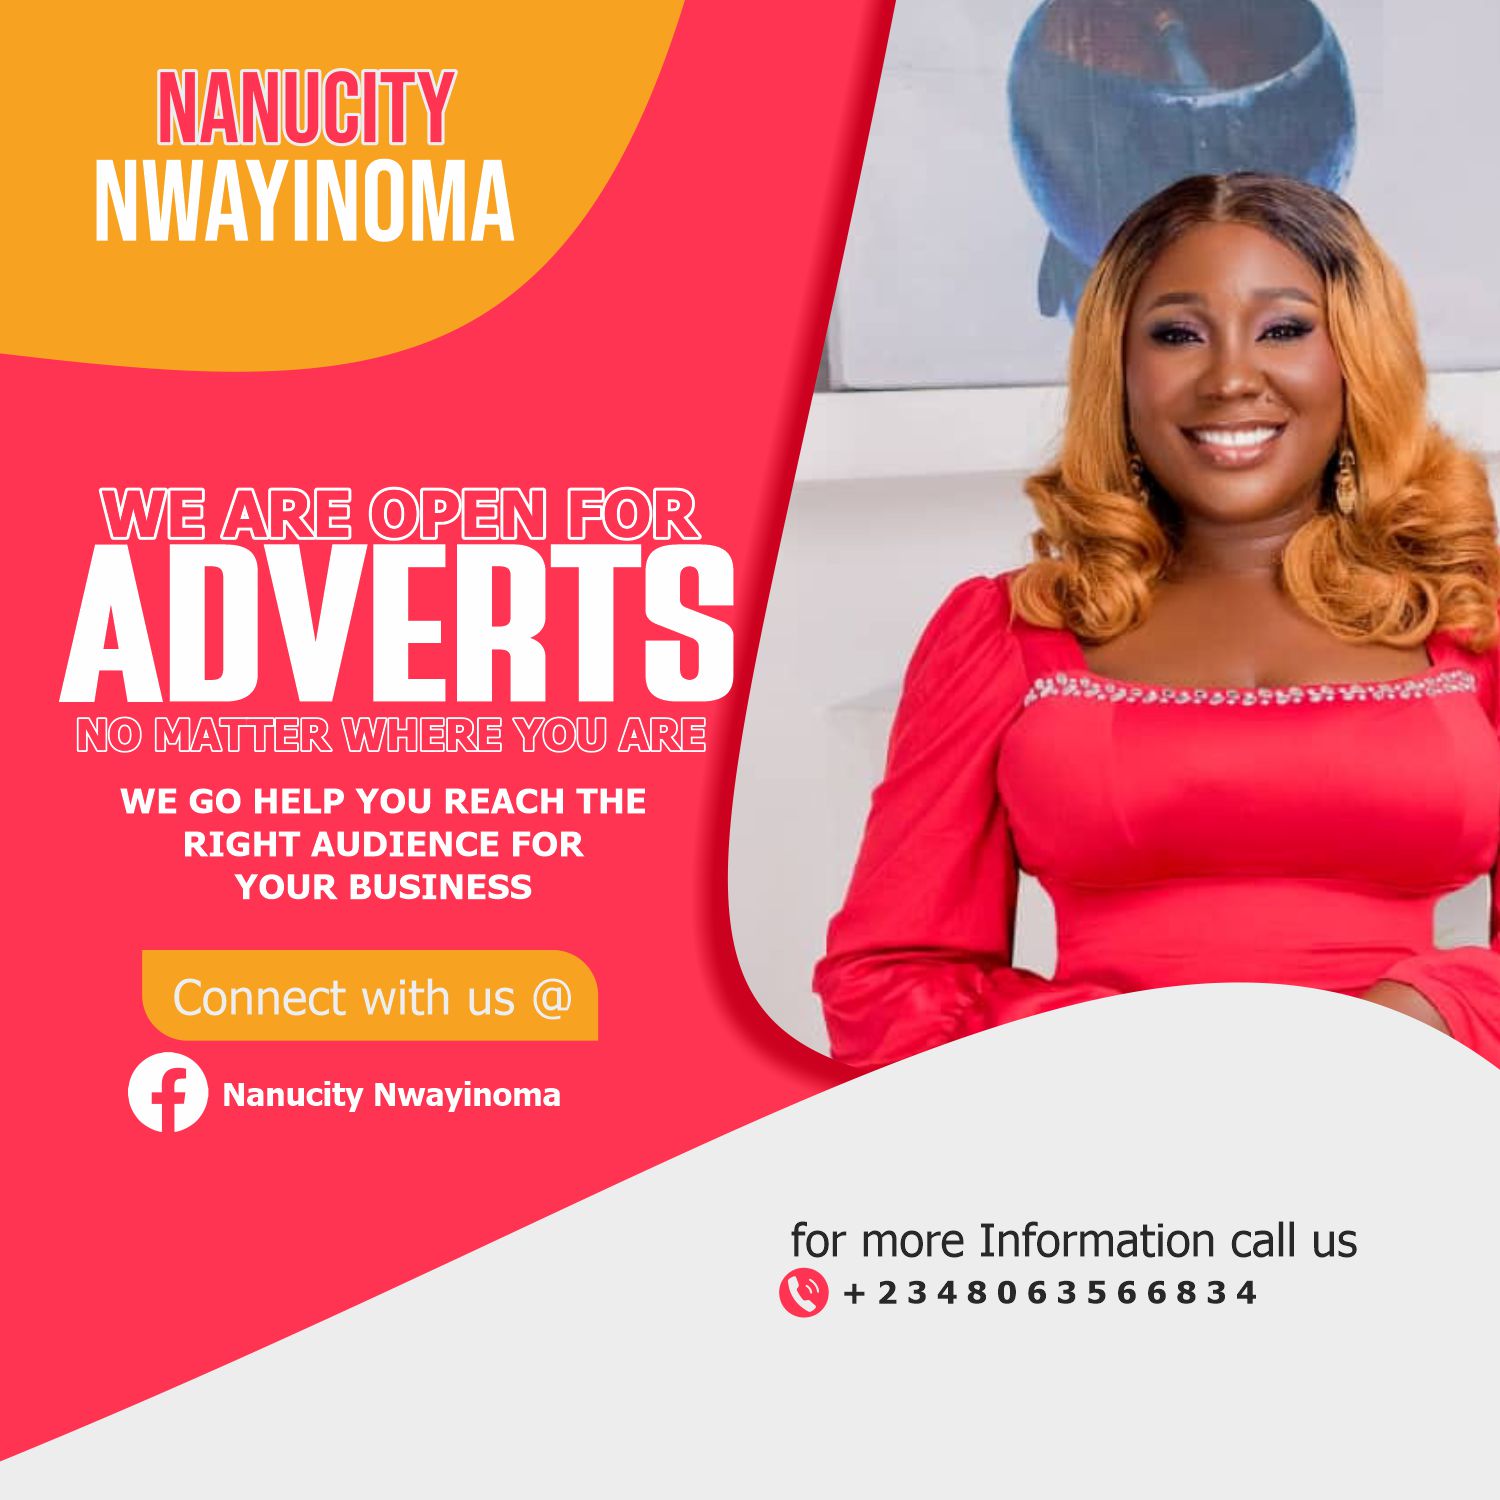 NANUCITY
NWAYINOMA
WE ARE OPEN FOR
ADVERTS
NO MATTER WHERE YOU ARE
WE GO HELP YOU REACH THE
RIGHT AUDIENCE FOR
YOUR BUSINESS
Connect with us @
Nanucity Nwayinoma
for more Information call us
+2348063566834